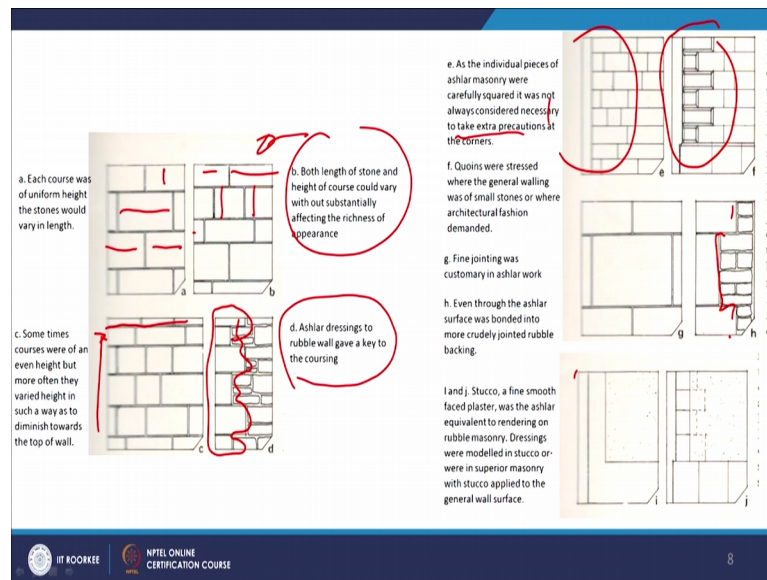 a. Each course was
of uniform height
the stones would
vary in length.
a
b
b. Both length of stone and
height of course could vary
with out substantially
affecting the richness of
appearance
c. Some times
courses were of an
even height but
more often they
varied height in
such a way as to
diminish towards
the top of wall.
c
d
d. Ashlar dressings to
rubble wall gave a key to
the coursing
e. As the individual pieces of
ashlar masonry were
carefully squared it was not
always considered necessary
to take extra precautions at
the corners.
e
f
f. Quoins were stressed
where the general walling
was of small stones or where
architectural fashion
demanded.
g. Fine jointing was
customary in ashlar work
h. Even through the ashlar
surface was bonded into
more crudely jointed rubble
backing.
g
h
I and j. Stucco, a fine smooth
faced plaster, was the ashlar
equivalent to rendering on
rubble masonry. Dressings
were modelled in stucco or
were in superior masonry
with stucco applied to the
general wall surface.
i
j
IIT ROORKEE
NPTEL ONLINE
CERTIFICATION COURSE
8